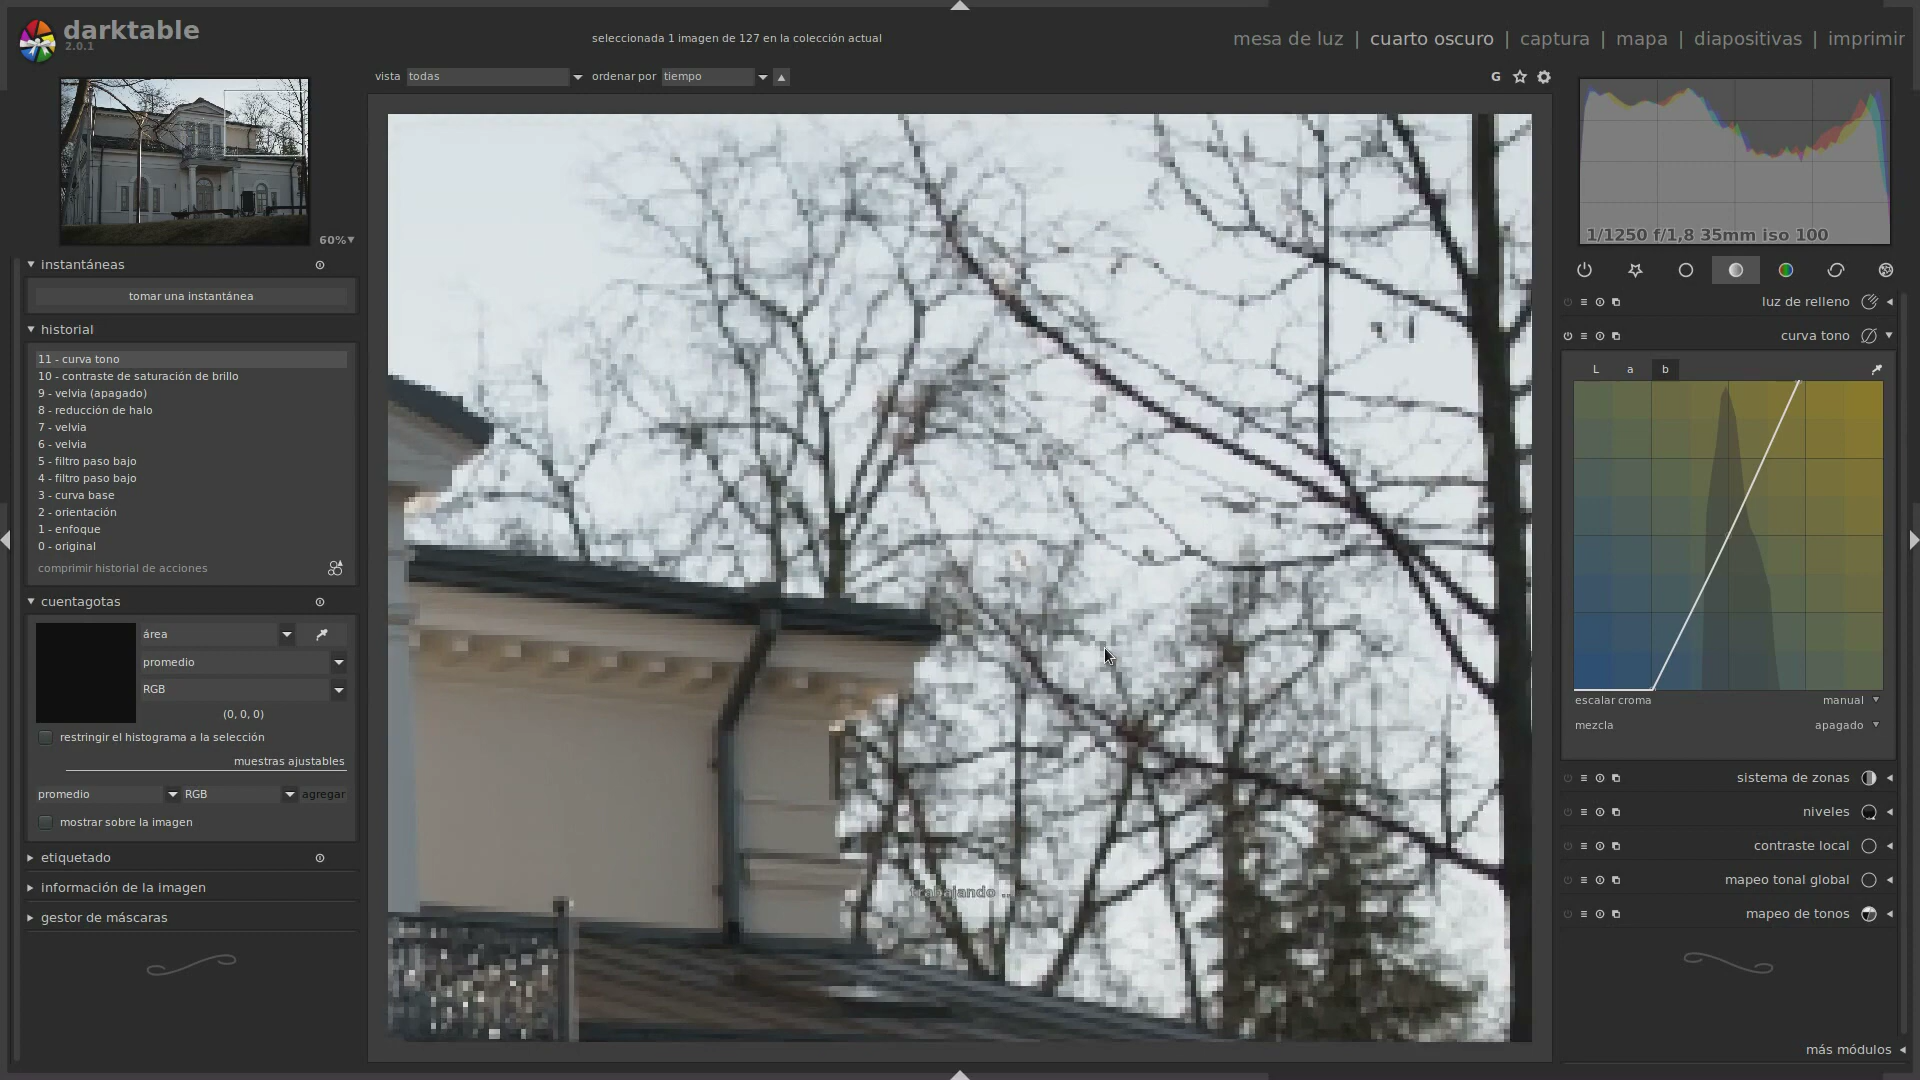 darktable
2.0.1
seleccionada 1 imagen de 127 en la colección actual
mesa de luz | cuarto oscuro | captura | mapa | diapositivas | imprimir
vista todas ordenar por tiempo
G
60%
1/1250 f/1,8 35mm iso 100
instantáneas
tomar una instantánea
historial
11 - curva tono
10 - contraste de saturación de brillo
9 - velvia (apagado)
8 - reducción de halo
7 - velvia
6 - velvia
5 - filtro paso bajo
4 - filtro paso bajo
3 - curva base
2 - orientación
1 - enfoque
0 - original
comprimir historial de acciones
cuentagotas
área
promedio
RGB
(0, 0, 0)
restringir el histograma a la selección
muestras ajustables
promedio RGB agregar
mostrar sobre la imagen
etiquetado
información de la imagen
gestor de máscaras
trabajando ...
luz de relleno
curva tono
L a b
escalar croma manual
mezcla apagado
sistema de zonas
niveles
contraste local
mapeo tonal global
mapeo de tonos
más módulos